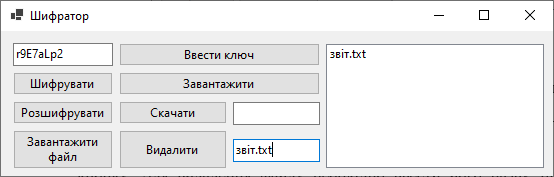 Шифратор
r9E7aLp2
Ввести ключ
звіт.txt
Шифрувати
Завантажити
Розшифрувати
Скачати
Завантажити
файл
Видалити
звіт.txt